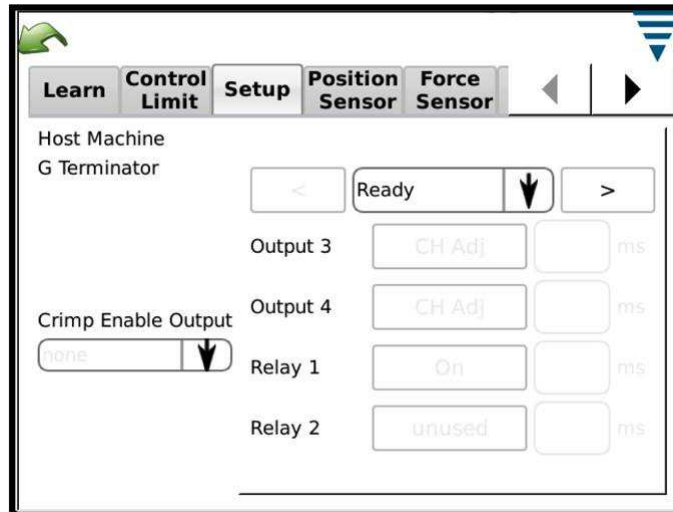 Learn
Control
Limit
Setup
Position
Sensor
Force
Sensor
Host Machine
G Terminator
< Ready >
Output 3 CH Adj ms
Output 4 CH Adj ms
Crimp Enable Output
none
Relay 1 On ms
Relay 2 unused ms